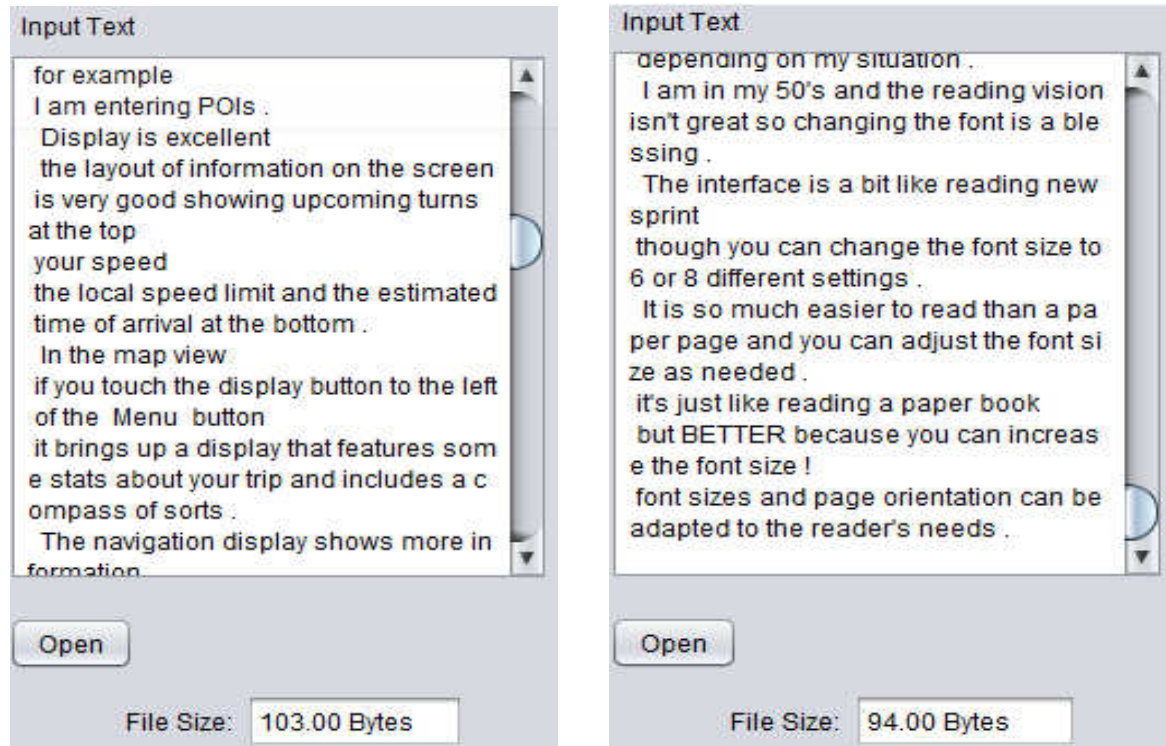 Input Text
for example
I am entering POIs .
Display is excellent
the layout of information on the screen
is very good showing upcoming turns
at the top
your speed
the local speed limit and the estimated
time of arrival at the bottom .
In the map view
if you touch the display button to the left
of the Menu button
it brings up a display that features som
e stats about your trip and includes a c
ompass of sorts .
The navigation display shows more in
formation
Open
File Size: 103.00 Bytes
Input Text
depending on my situation .
I am in my 50's and the reading vision
isn't great so changing the font is a ble
ssing .
The interface is a bit like reading new
sprint
though you can change the font size to
6 or 8 different settings .
It is so much easier to read than a pa
per page and you can adjust the font si
ze as needed .
it's just like reading a paper book
but BETTER because you can increas
e the font size !
font sizes and page orientation can be
adapted to the reader's needs .
Open
File Size: 94.00 Bytes